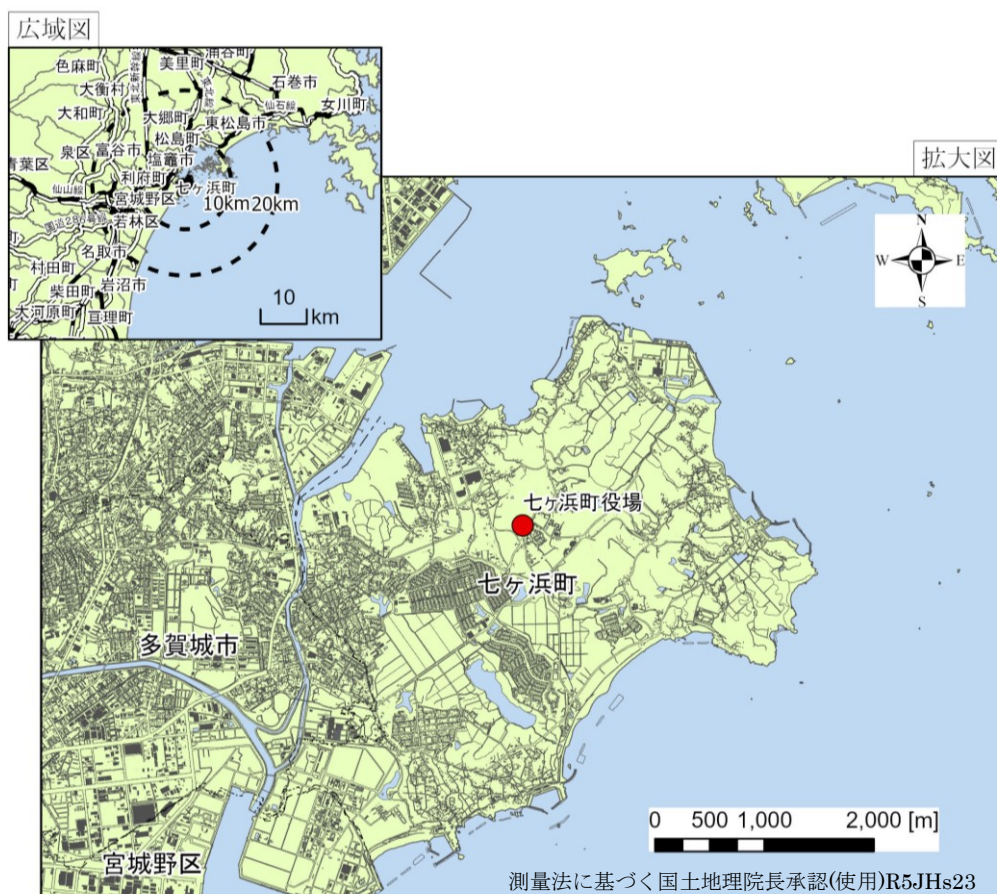 広域図
色麻町
美里町
涌谷町
石巻市
大衡村
女川町
仙石線
大和町
大郷町
東松島市
松島町
泉区
富谷市
塩竈市
青葉区
利府町
仙山線
七ヶ浜町
宮城野区
10km
20km
若林区
名取市
村田町
岩沼市
柴田町
大河原町
亘理町
10
km
拡大図
N
W
E
S
七ヶ浜町役場
七ヶ浜町
多賀城市
宮城野区
0 500 1,000 2,000 [m]
測量法に基づく国土地理院長承認(使用)R5JHs23